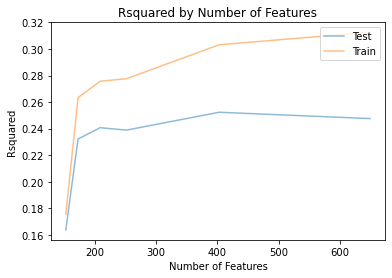 Rsquared by Number of Features
Test
Train
Rsquared
0.32
0.30
0.28
0.26
0.24
0.22
0.20
0.18
0.16
200 300 400 500 600
Number of Features